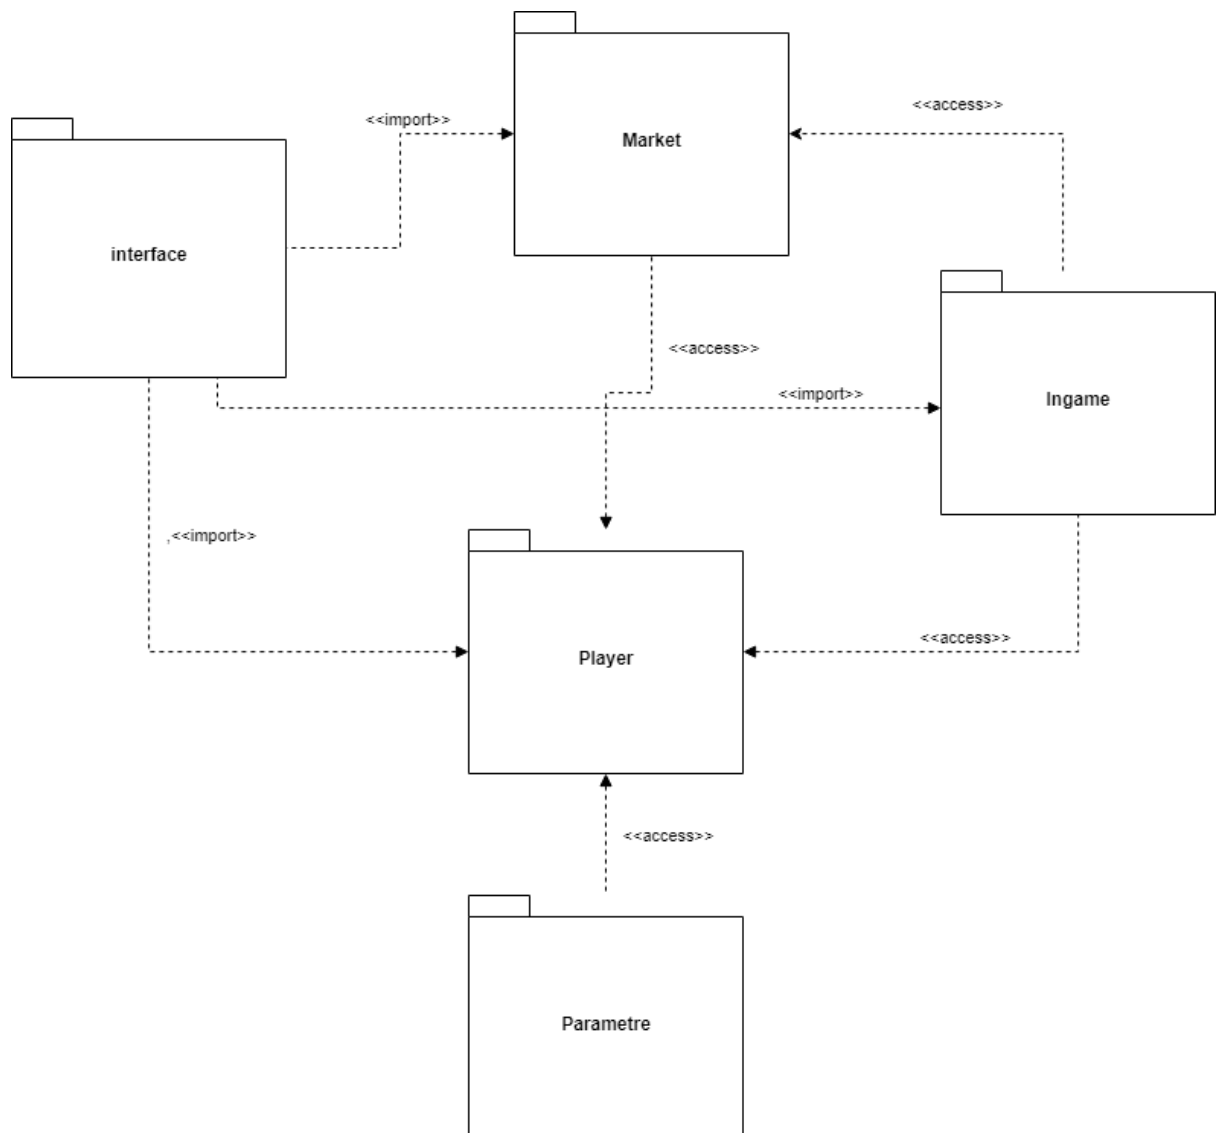 Market
<<import>>
<<access>>
interface
<<access>>
<<import>>
Ingame
,<<import>>
<<access>>
Player
<<access>>
Parametre